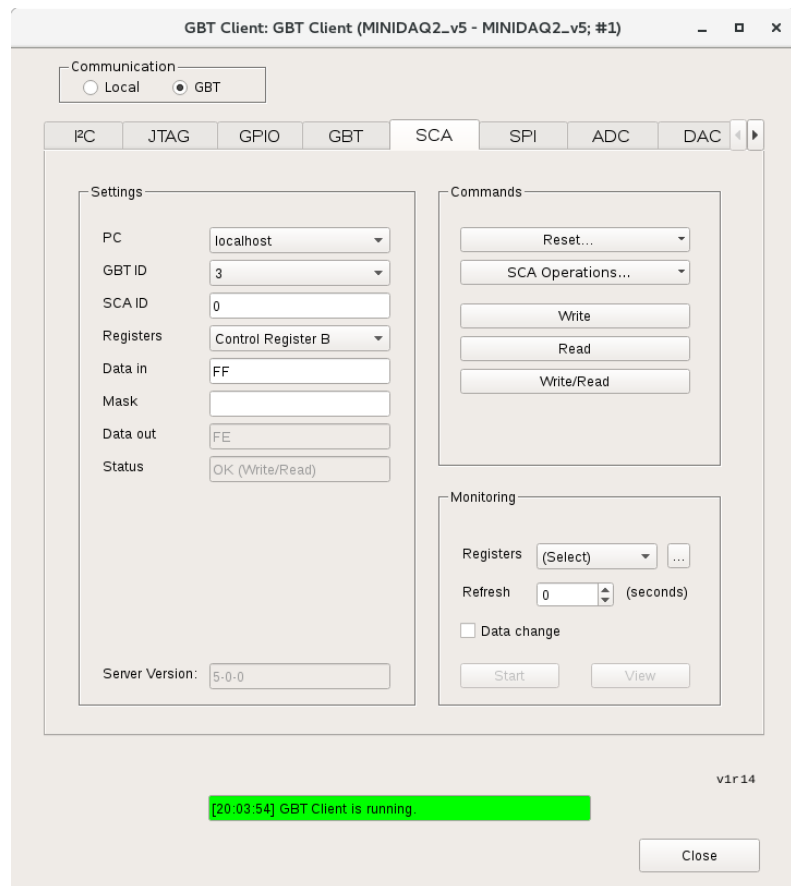 GBT Client: GBT Client (MINIDAQ2_v5 - MINIDAQ2_v5; #1)
Communication
Local GBT
I²C JTAG GPIO GBT SCA SPI ADC DAC
Settings
PC localhost
GBT ID 3
SCA ID 0
Registers Control Register B
Data in FF
Mask
Data out FE
Status OK (Write/Read)
Server Version: 5-0-0
Commands
Reset...
SCA Operations...
Write
Read
Write/Read
Monitoring
Registers (Select) ...
Refresh 0 (seconds)
Data change
Start View
v1r14
[20:03:54] GBT Client is running.
Close